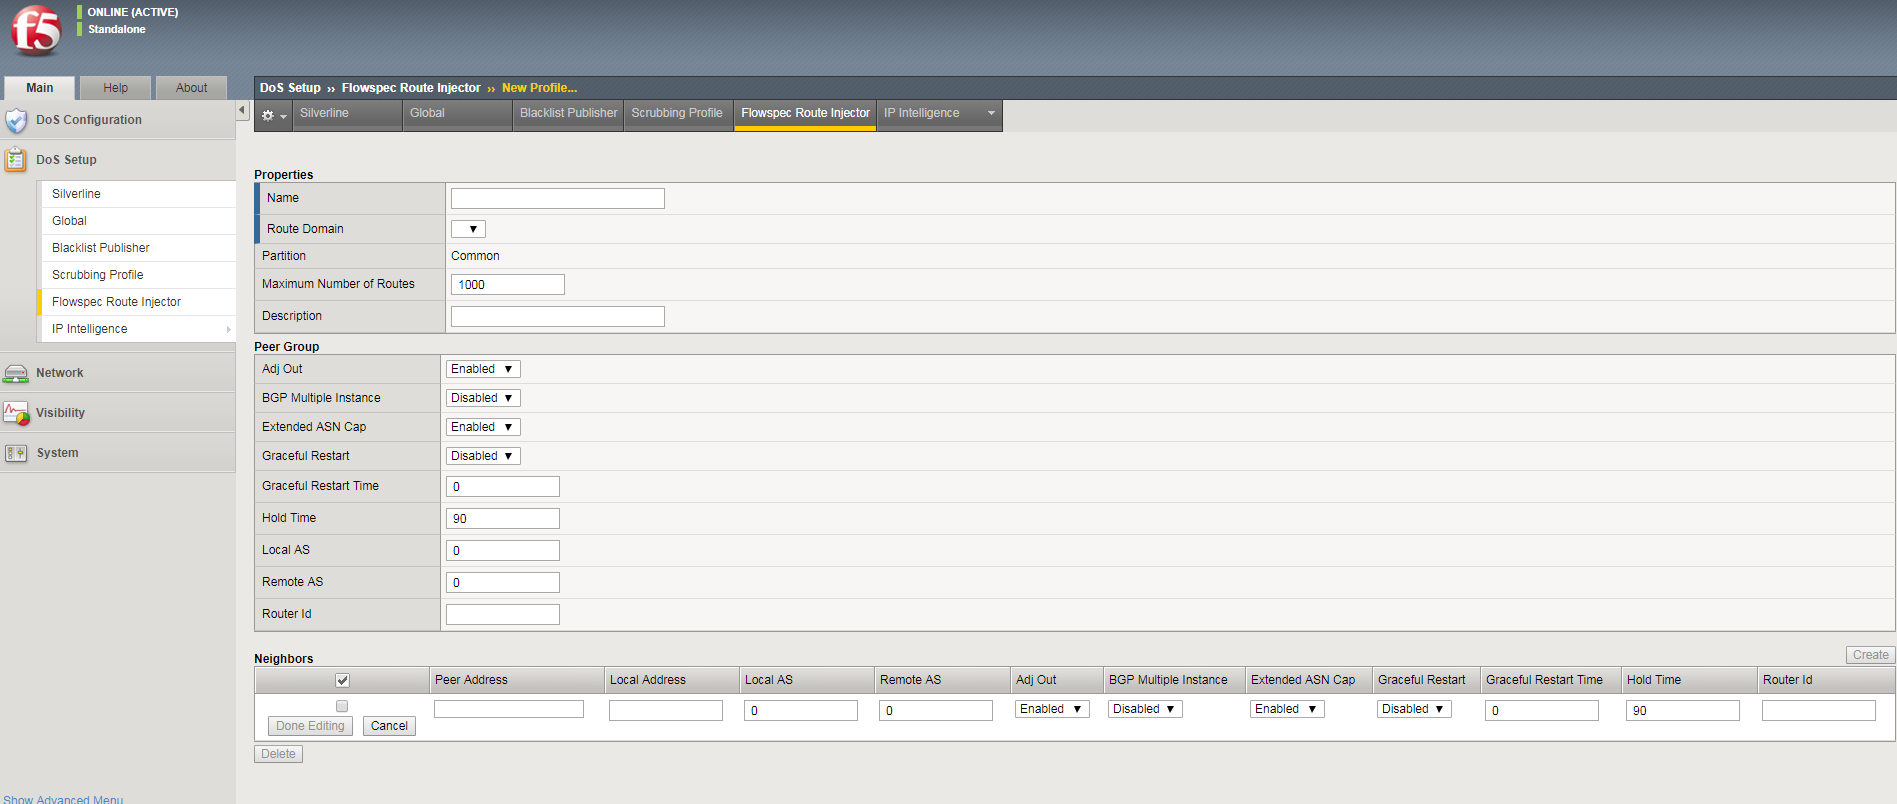 f5
ONLINE (ACTIVE)
Standalone
Main
Help
About
DoS Setup ›› Flowspec Route Injector ›› New Profile...
Silverline
Global
Blacklist Publisher
Scrubbing Profile
Flowspec Route Injector
IP Intelligence
DoS Configuration
DoS Setup
Silverline
Global
Blacklist Publisher
Scrubbing Profile
Flowspec Route Injector
IP Intelligence
Network
Visibility
System
Show Advanced Menu
Properties
Name
Route Domain
Partition Common
Maximum Number of Routes 1000
Description
Peer Group
Adj Out Enabled
BGP Multiple Instance Disabled
Extended ASN Cap Enabled
Graceful Restart Disabled
Graceful Restart Time 0
Hold Time 90
Local AS 0
Remote AS 0
Router Id
Neighbors
Create
Peer Address Local Address Local AS Remote AS Adj Out BGP Multiple Instance Extended ASN Cap Graceful Restart Graceful Restart Time Hold Time Router Id
0 0 Enabled Disabled Enabled Disabled 0 90
Done Editing Cancel
Delete